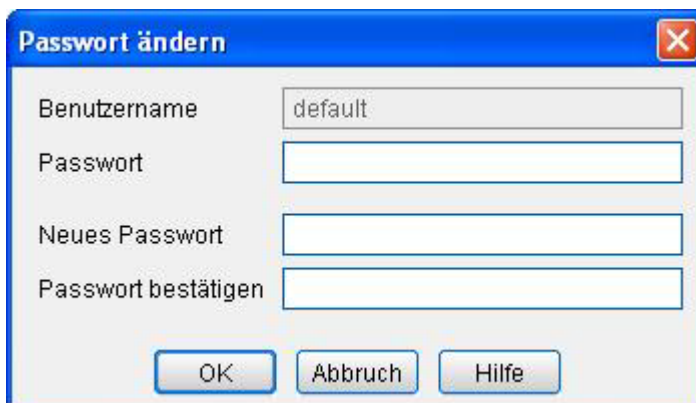 Passwort ändern
Benutzername default
Passwort
Neues Passwort
Passwort bestätigen
OK Abbruch Hilfe